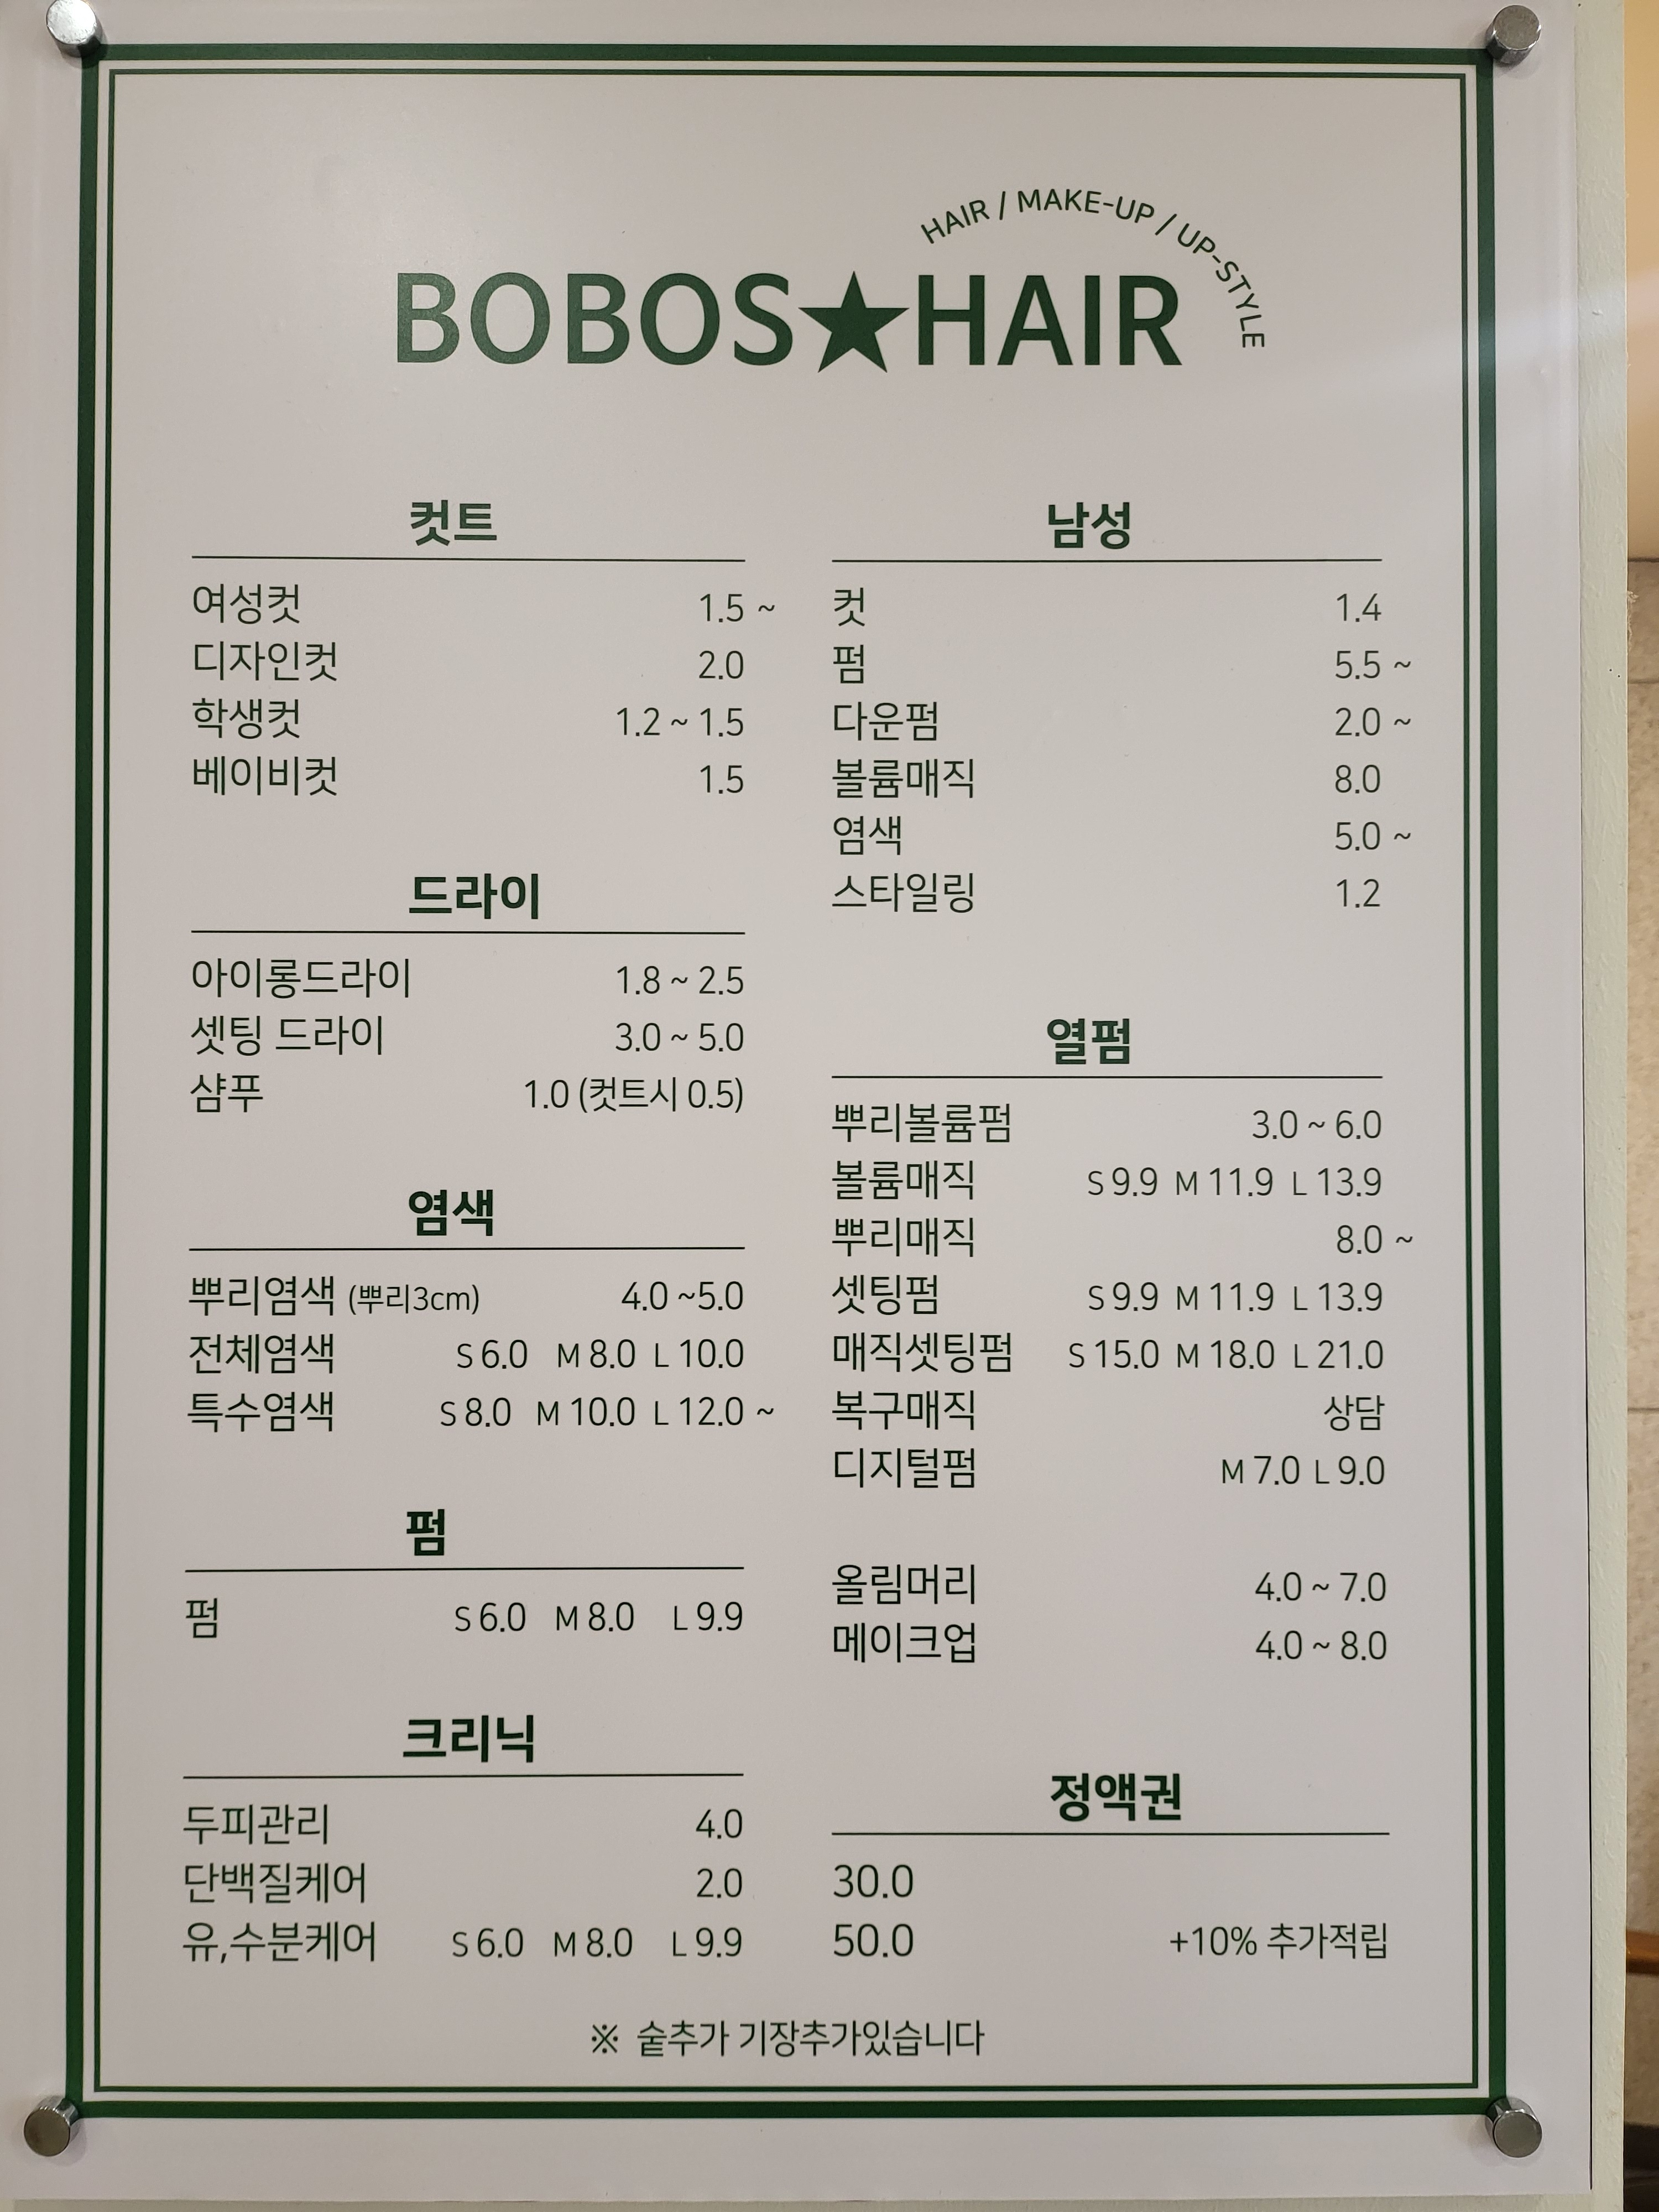 HAIR / MAKE-UP / UP-STYLE
BOBOS★HAIR
컷트
여성컷 1.5 ~
디자인컷 2.0
학생컷 1.2 ~ 1.5
베이비컷 1.5
드라이
아이롱드라이 1.8 ~ 2.5
셋팅 드라이 3.0 ~ 5.0
샴푸 1.0 (컷트시 0.5)
염색
뿌리염색 (뿌리3cm) 4.0 ~5.0
전체염색 S 6.0 M 8.0 L 10.0
특수염색 S 8.0 M 10.0 L 12.0 ~
펌
펌 S 6.0 M 8.0 L 9.9
크리닉
두피관리 4.0
단백질케어 2.0
유,수분케어 S 6.0 M 8.0 L 9.9
남성
컷 1.4
펌 5.5 ~
다운펌 2.0 ~
볼륨매직 8.0
염색 5.0 ~
스타일링 1.2
열펌
뿌리볼륨펌 3.0 ~ 6.0
볼륨매직 S 9.9 M 11.9 L 13.9
뿌리매직 8.0 ~
셋팅펌 S 9.9 M 11.9 L 13.9
매직셋팅펌 S 15.0 M 18.0 L 21.0
복구매직 상담
디지털펌 M 7.0 L 9.0
올림머리 4.0 ~ 7.0
메이크업 4.0 ~ 8.0
정액권
30.0
50.0 +10% 추가적립
※ 숱추가 기장추가있습니다